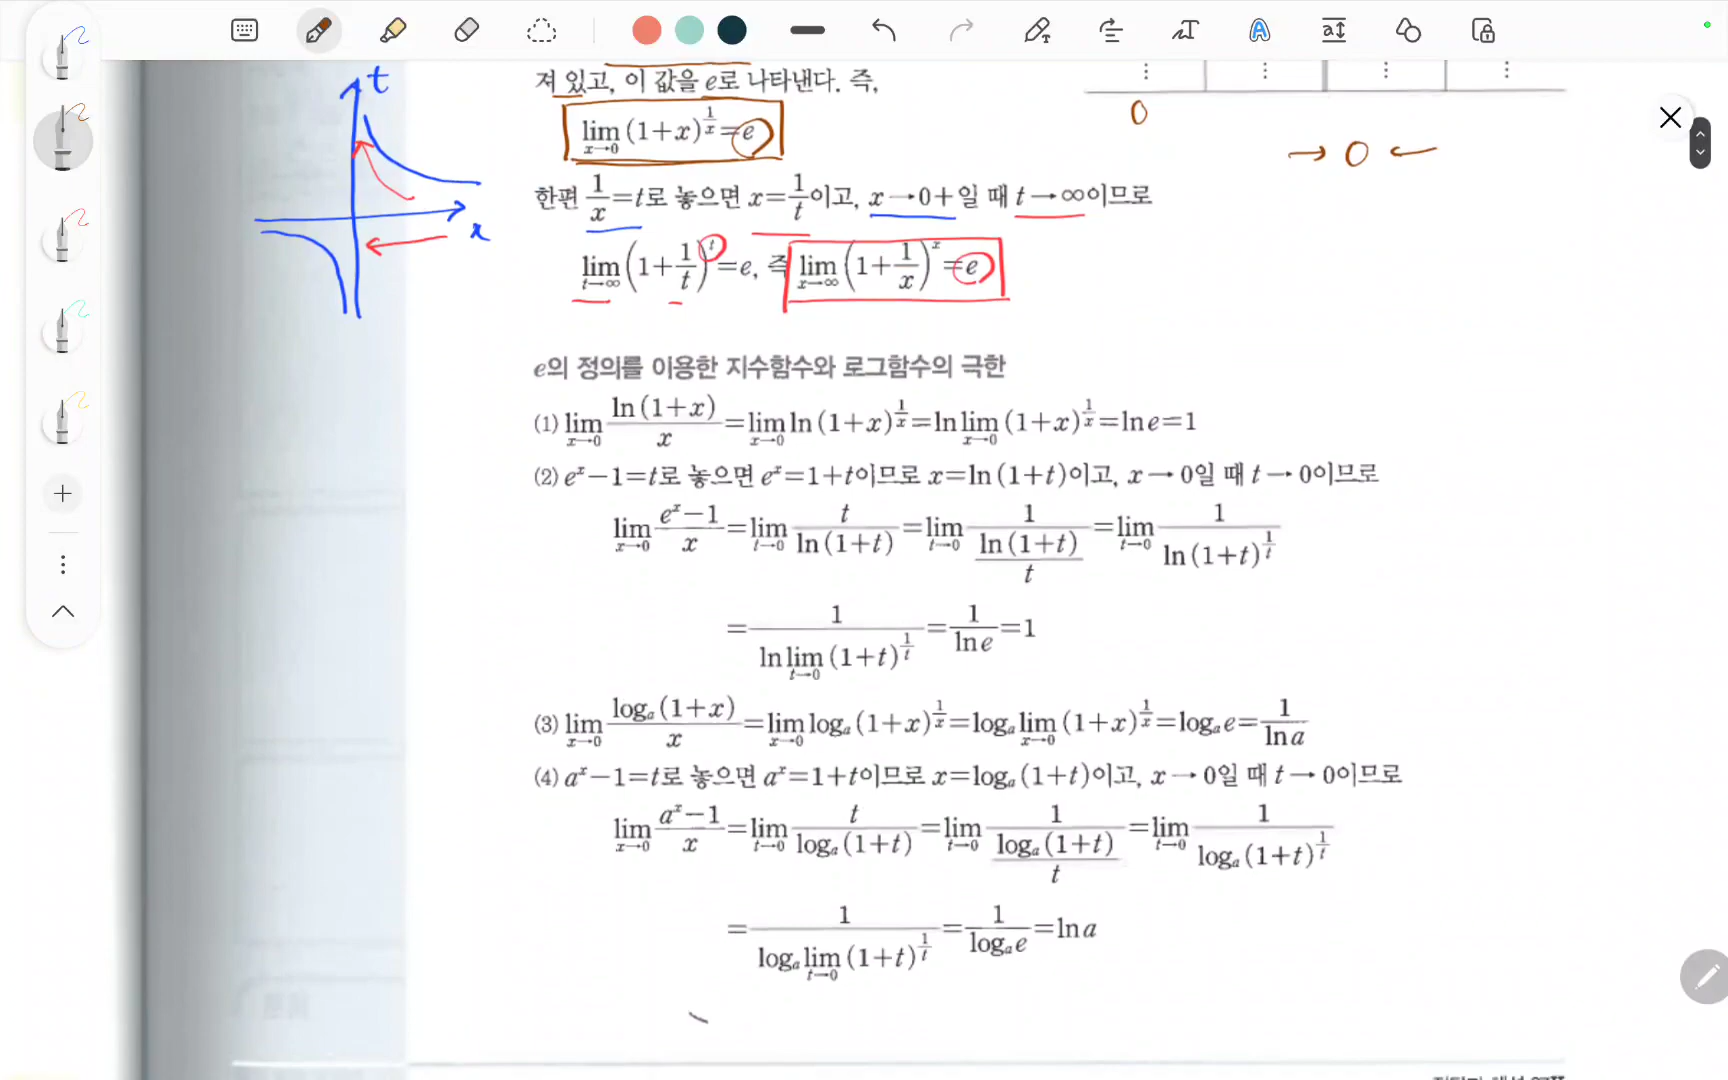 져 있고, 이 값을 e로 나타낸다. 즉,
lim_{x→0} (1+x)^{1/x} = e
0
→ 0 ←
t
x
한편 1/x = t로 놓으면 x = 1/t이고, x→0+일 때 t→∞이므로
lim_{t→∞} (1+1/t)^t = e, 즉 lim_{x→∞} (1+1/x)^x = e
e의 정의를 이용한 지수함수와 로그함수의 극한
(1) lim_{x→0} ln(1+x)/x = lim_{x→0} ln(1+x)^{1/x} = ln lim_{x→0} (1+x)^{1/x} = ln e = 1
(2) e^x−1=t로 놓으면 e^x=1+t이므로 x=ln(1+t)이고, x→0일 때 t→0이므로
lim_{x→0} (e^x−1)/x = lim_{t→0} t/ln(1+t) = lim_{t→0} 1/(ln(1+t)/t) = lim_{t→0} 1/ln(1+t)^{1/t}
= 1/(ln lim_{t→0} (1+t)^{1/t}) = 1/ln e = 1
(3) lim_{x→0} log_a(1+x)/x = lim_{x→0} log_a(1+x)^{1/x} = log_a lim_{x→0} (1+x)^{1/x} = log_a e = 1/ln a
(4) a^x−1=t로 놓으면 a^x=1+t이므로 x=log_a(1+t)이고, x→0일 때 t→0이므로
lim_{x→0} (a^x−1)/x = lim_{t→0} t/log_a(1+t) = lim_{t→0} 1/(log_a(1+t)/t) = lim_{t→0} 1/log_a(1+t)^{1/t}
= 1/(log_a lim_{t→0} (1+t)^{1/t}) = 1/log_a e = ln a